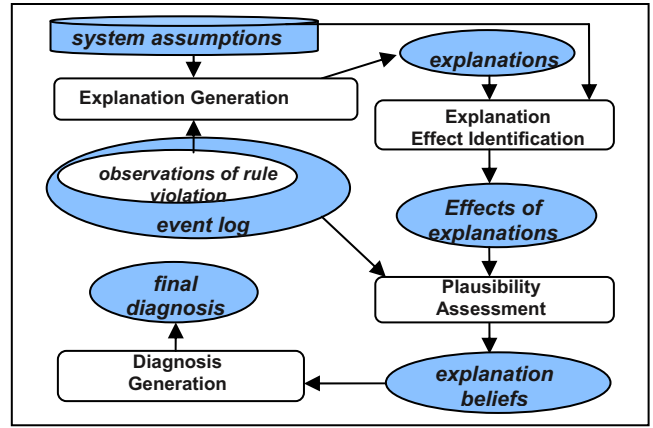 system assumptions
explanations
Explanation Generation
Explanation
Effect Identification
observations of rule
violation
event log
Effects of
explanations
final
diagnosis
Plausibility
Assessment
Diagnosis
Generation
explanation
beliefs